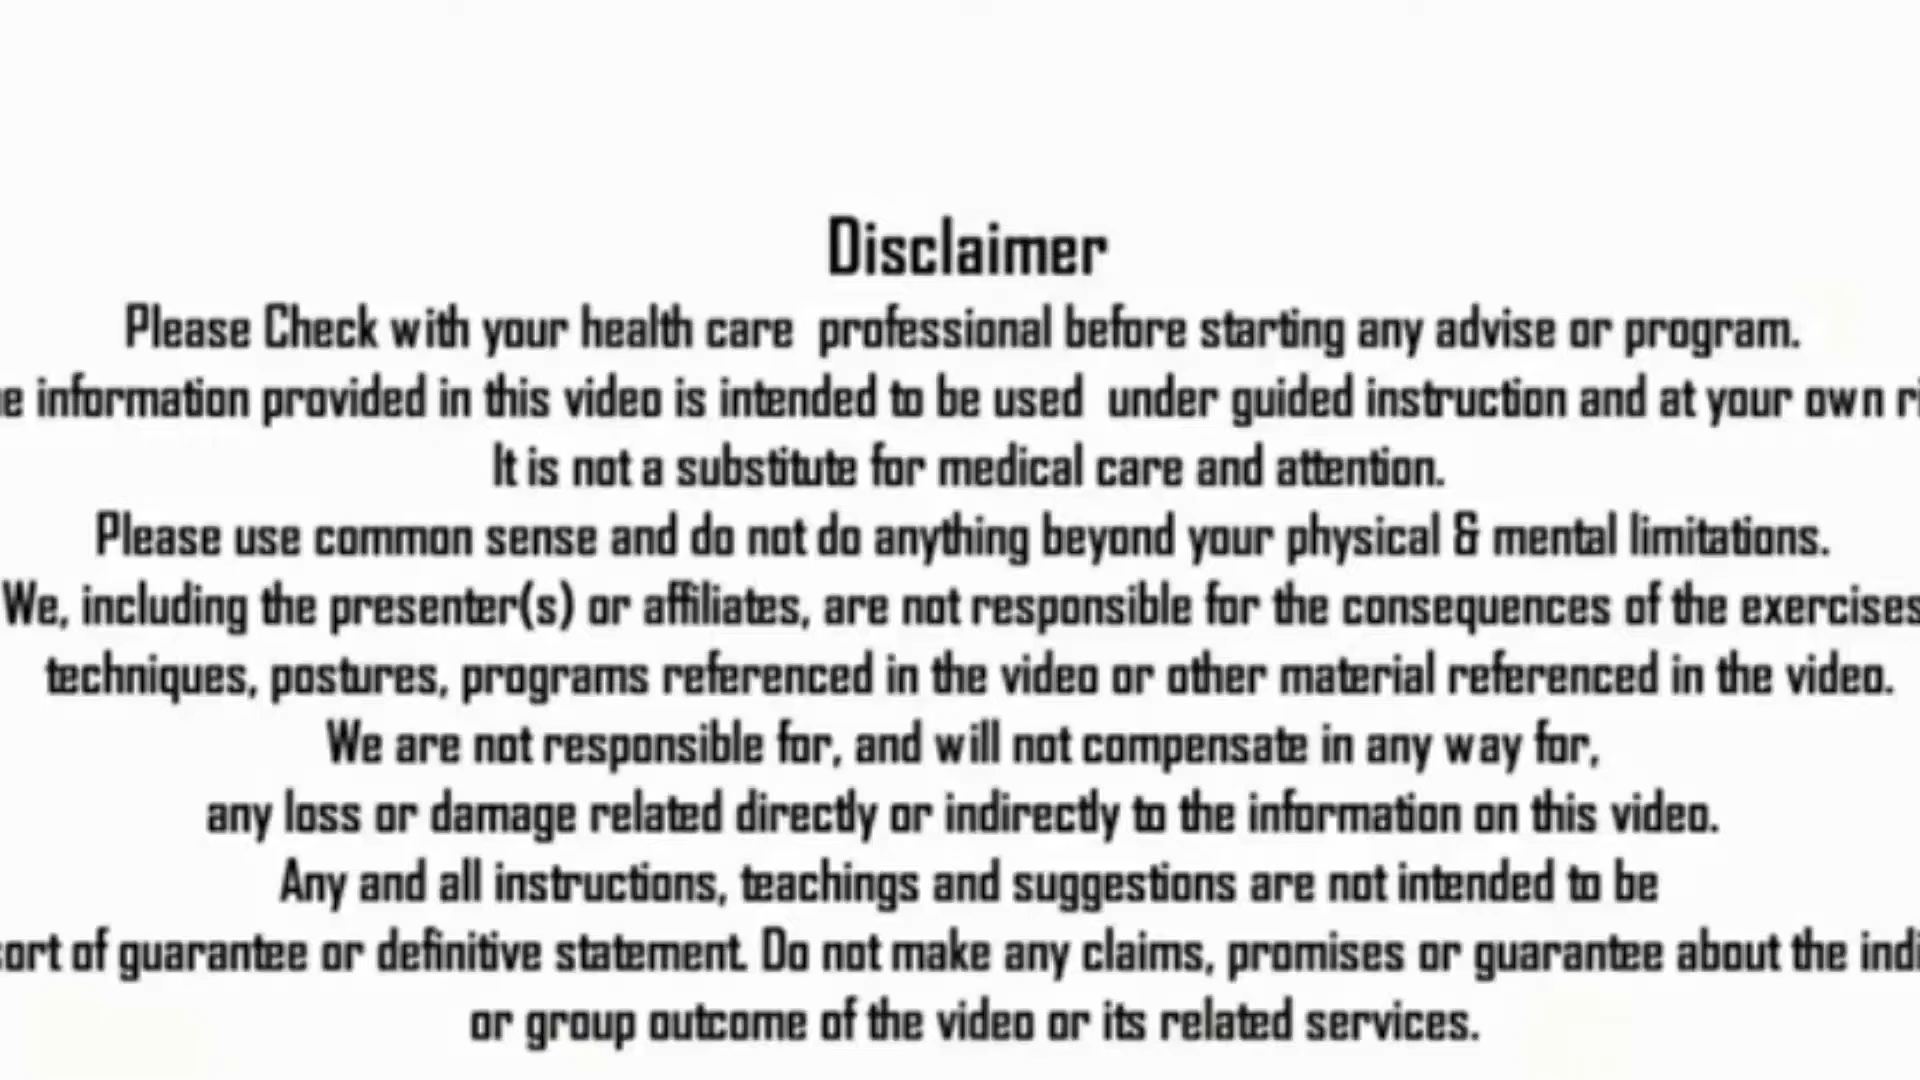 Disclaimer
Please Check with your health care professional before starting any advise or program.
e information provided in this video is intended to be used under guided instruction and at your own ri
It is not a substitute for medical care and attention.
Please use common sense and do not do anything beyond your physical & mental limitations.
We, including the presenter(s) or affiliates, are not responsible for the consequences of the exercises
techniques, postures, programs referenced in the video or other material referenced in the video.
We are not responsible for, and will not compensate in any way for,
any loss or damage related directly or indirectly to the information on this video.
Any and all instructions, teachings and suggestions are not intended to be
sort of guarantee or definitive statement. Do not make any claims, promises or guarantee about the indi
or group outcome of the video or its related services.